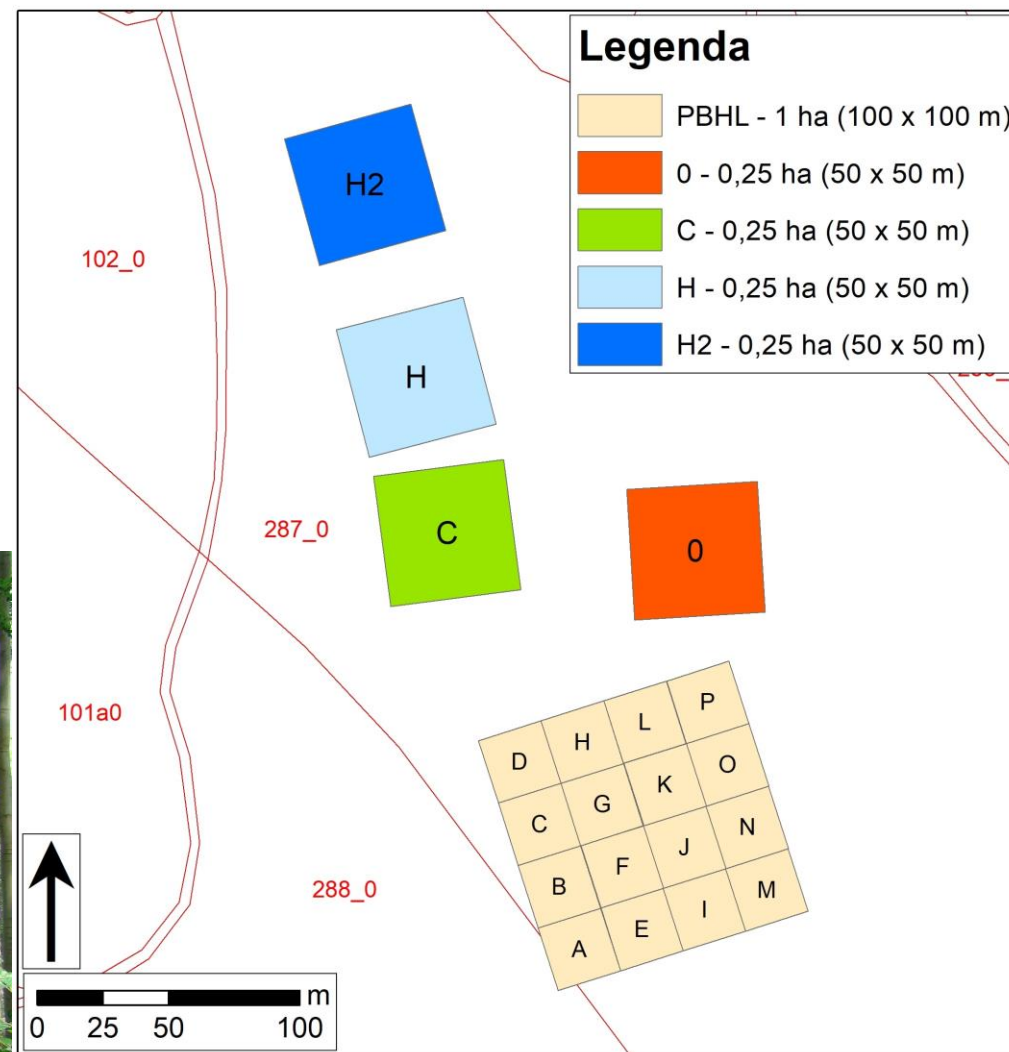 Legenda
PBHL - 1 ha (100 x 100 m)
0 - 0,25 ha (50 x 50 m)
C - 0,25 ha (50 x 50 m)
H - 0,25 ha (50 x 50 m)
H2 - 0,25 ha (50 x 50 m)
H2
102_0
H
287_0
C
0
101a0
288_0
D H L P
C G K O
B F J N
A E I M
m
0 25 50 100